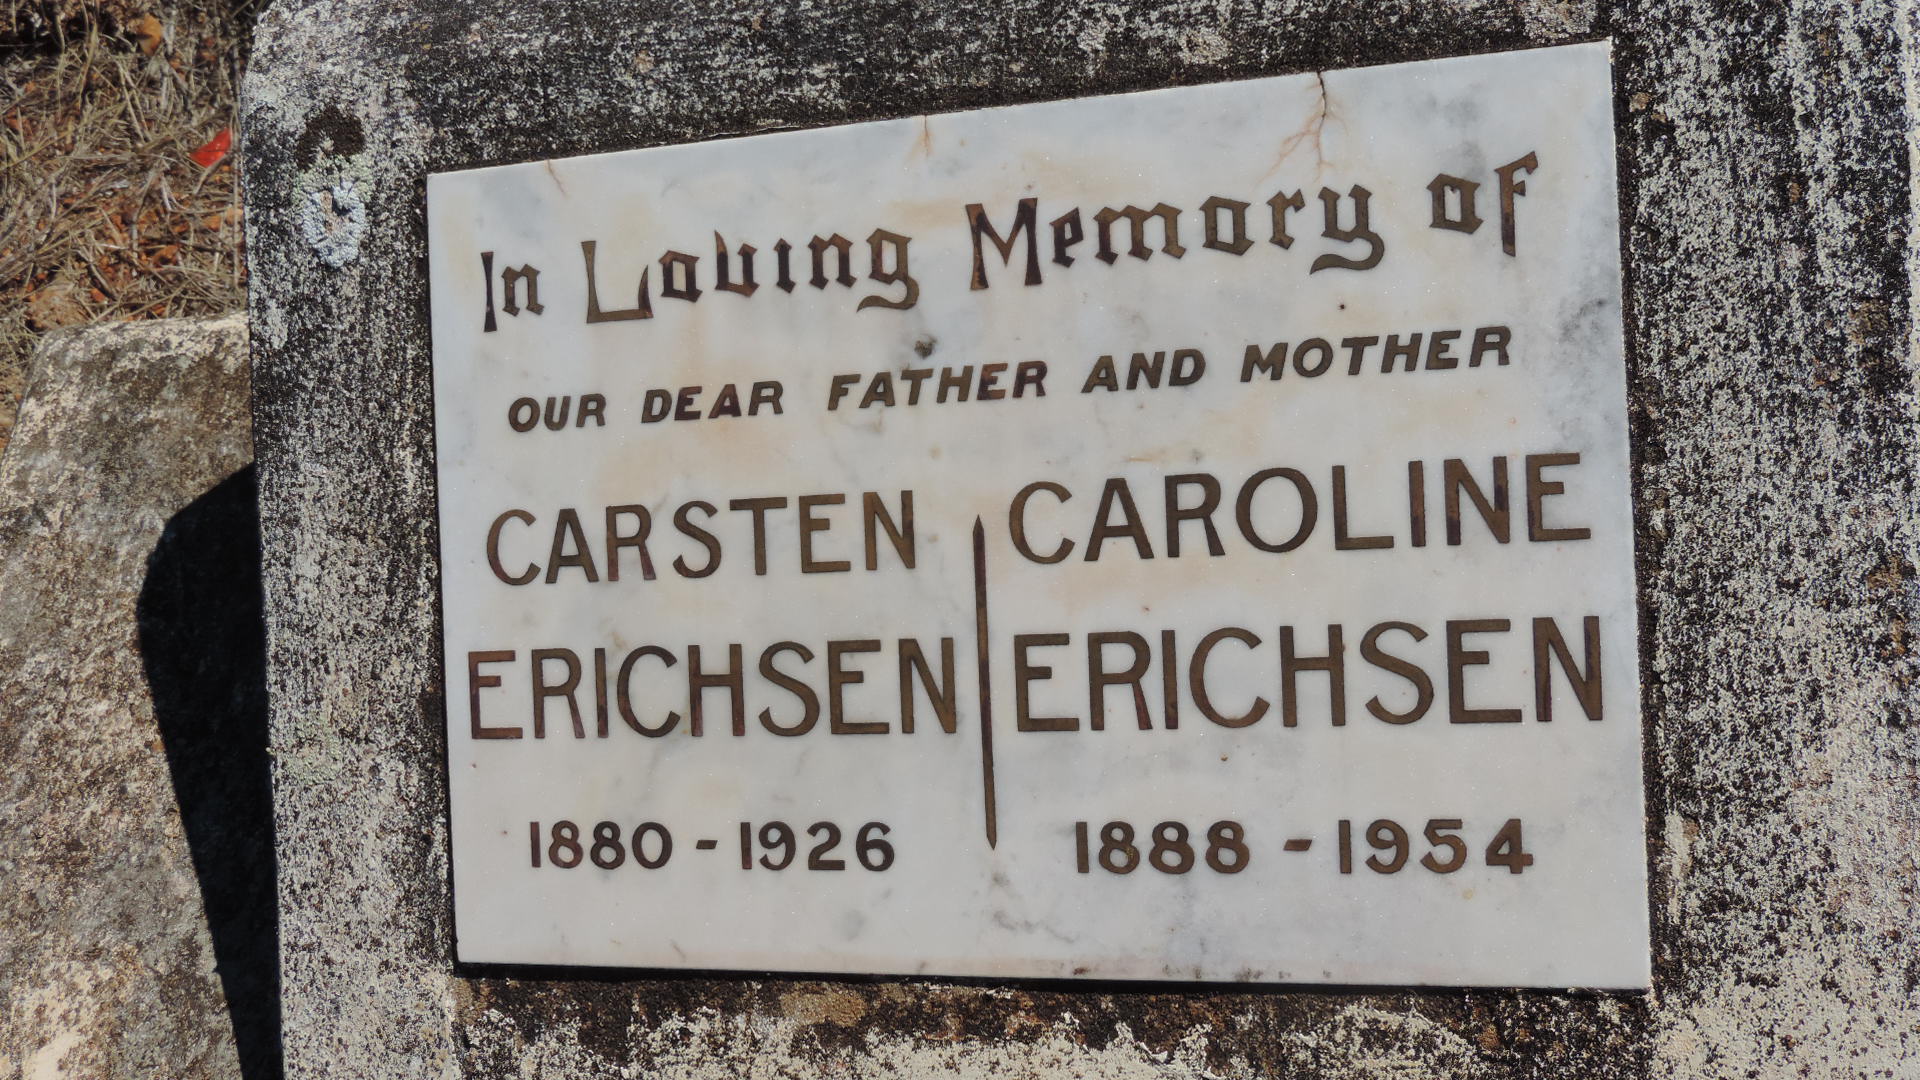 In Loving Memory of
OUR DEAR FATHER AND MOTHER
CARSTEN
ERICHSEN
1880 - 1926
CAROLINE
ERICHSEN
1888 - 1954